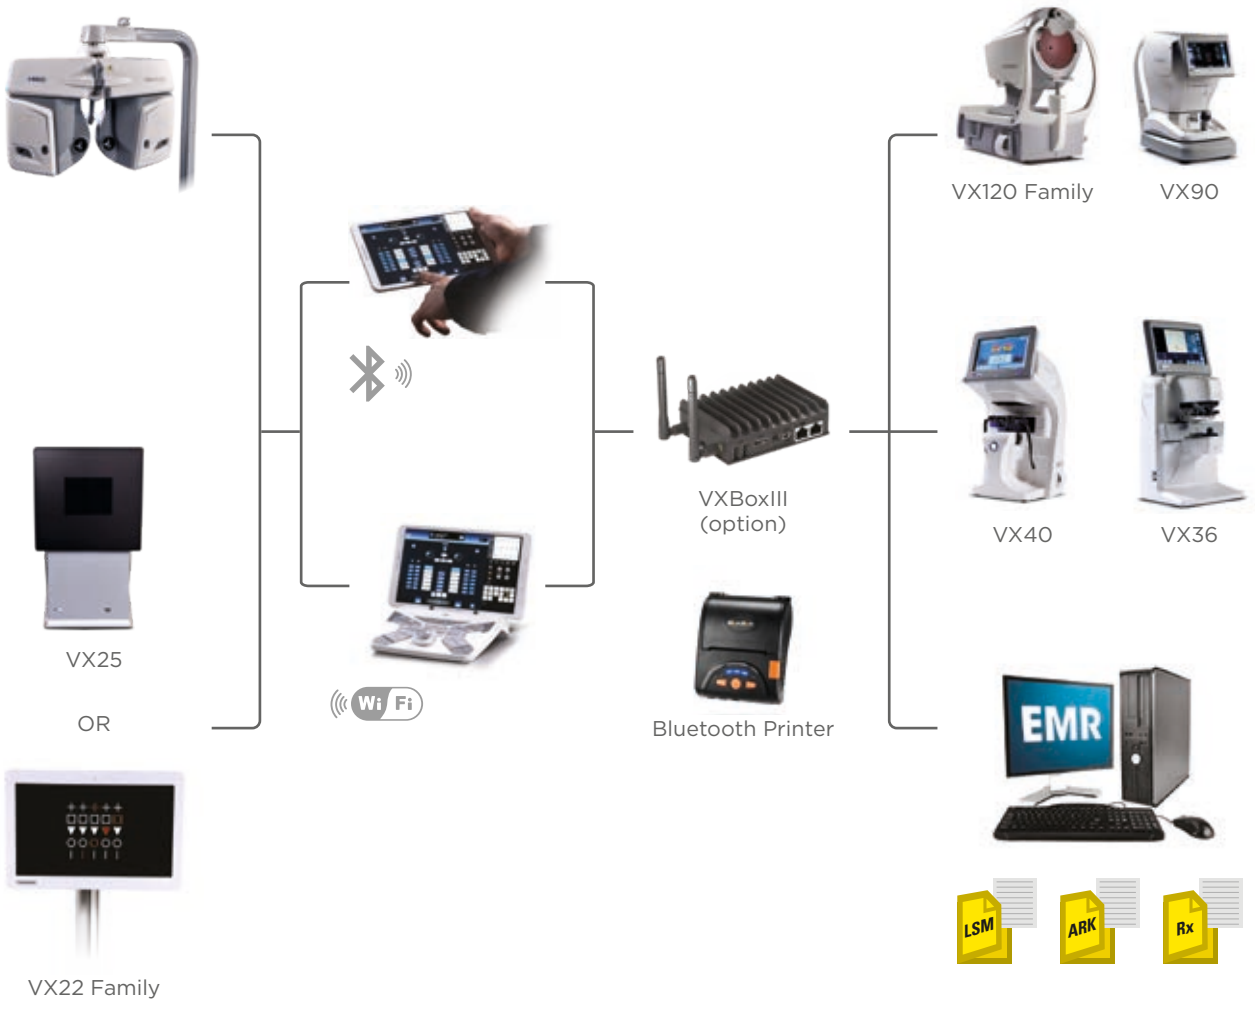 VX120 Family
VX90
VXBoxIII
(option)
VX40
VX36
VX25
OR
Wi Fi
Bluetooth Printer
EMR
LSM
ARK
Rx
VX22 Family